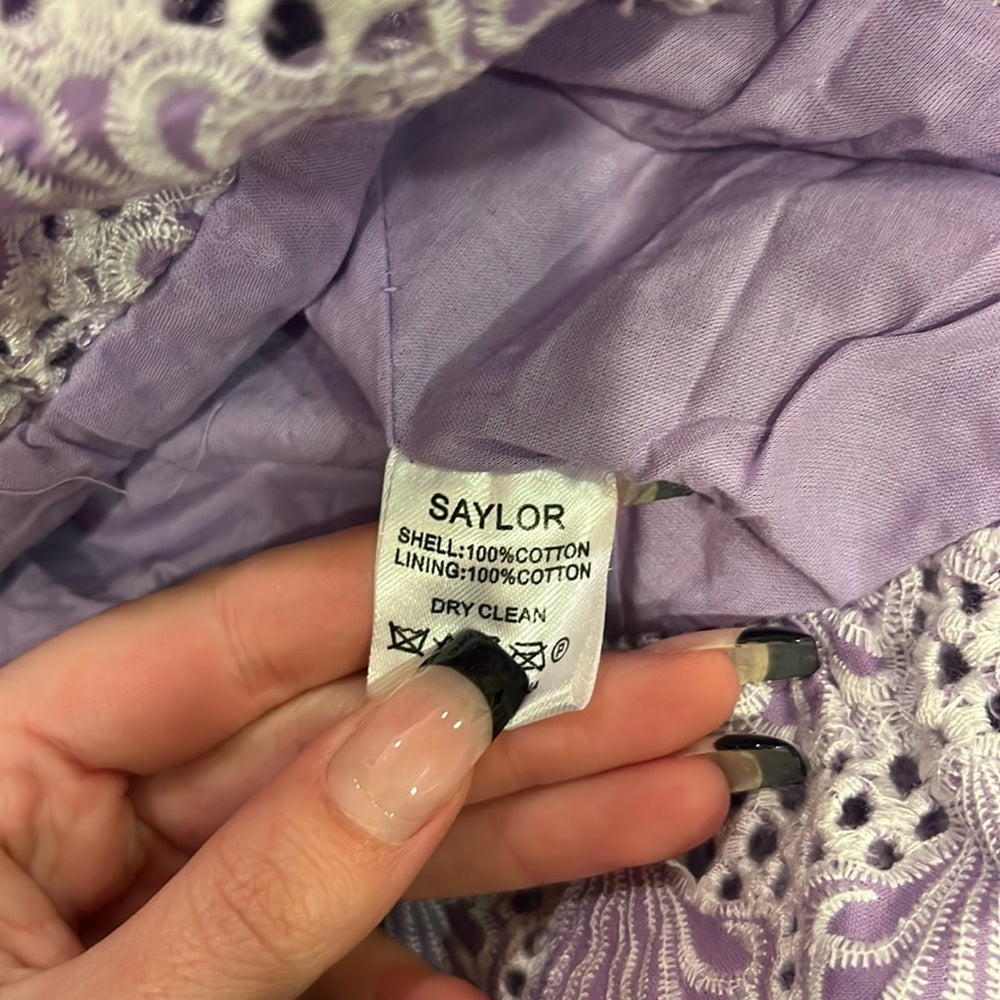 SAYLOR
SHELL:100%COTTON
LINING:100%COTTON
DRY CLEAN
P